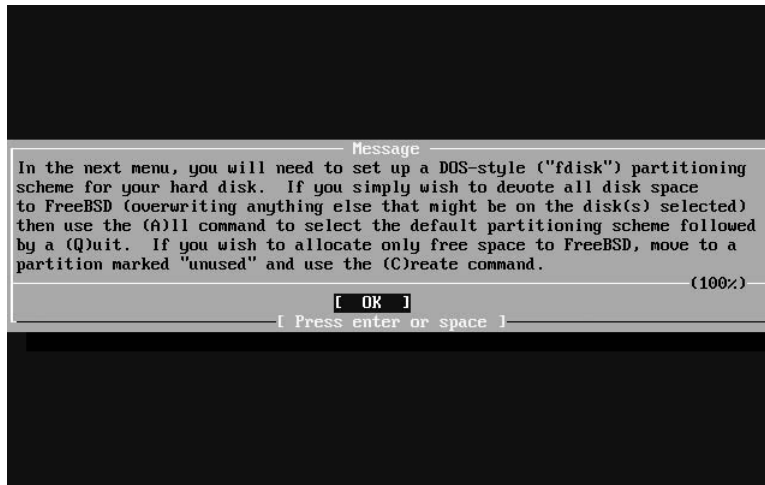 Message
In the next menu, you will need to set up a DOS-style ("fdisk") partitioning
scheme for your hard disk.  If you simply wish to devote all disk space
to FreeBSD (overwriting anything else that might be on the disk(s) selected)
then use the (A)ll command to select the default partitioning scheme followed
by a (Q)uit.  If you wish to allocate only free space to FreeBSD, move to a
partition marked "unused" and use the (C)reate command.
(100%)
[  OK  ]
[ Press enter or space ]